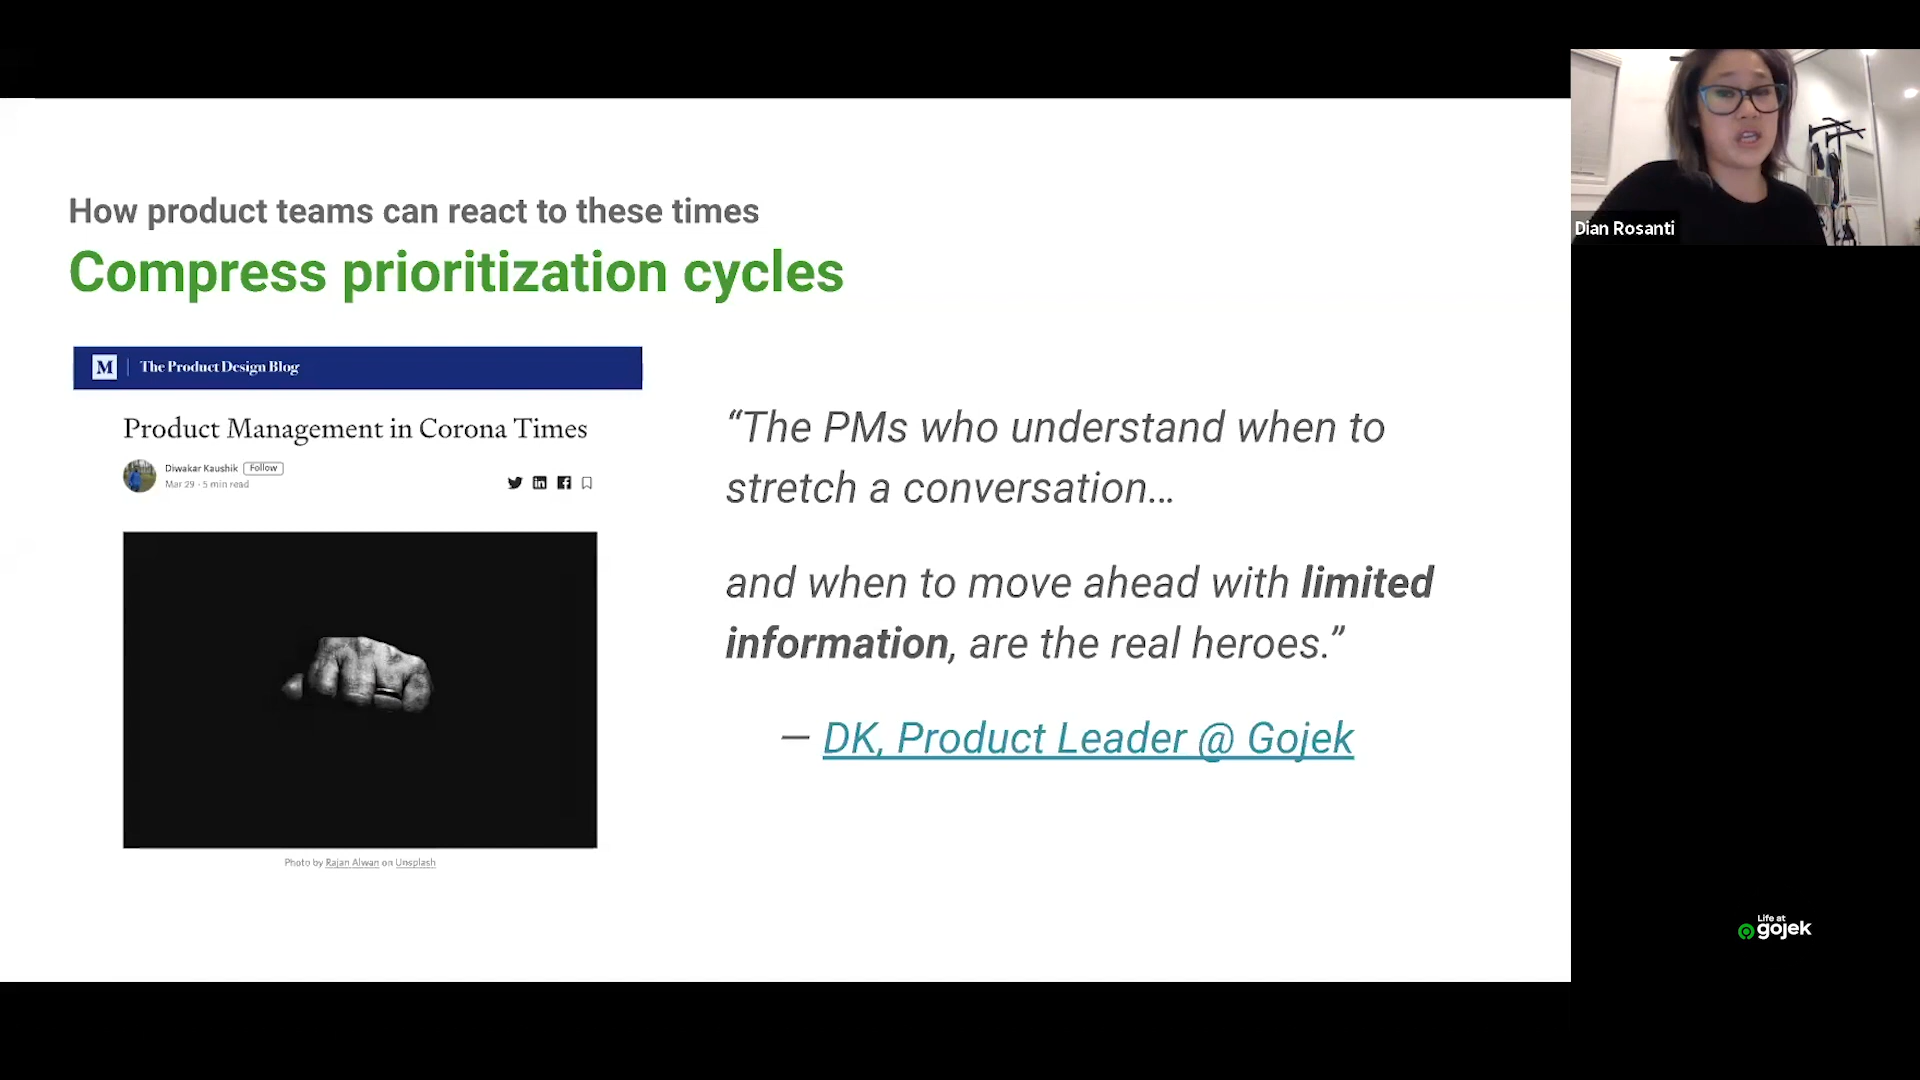 How product teams can react to these times
Compress prioritization cycles
M | The Product Design Blog
Product Management in Corona Times
Diwakar Kaushik Follow
Mar 29 · 5 min read
Photo by Rajan Alwan on Unsplash
“The PMs who understand when to
stretch a conversation…
and when to move ahead with limited
information, are the real heroes.”
— DK, Product Leader @ Gojek
Dian Rosanti
Life at
gojek